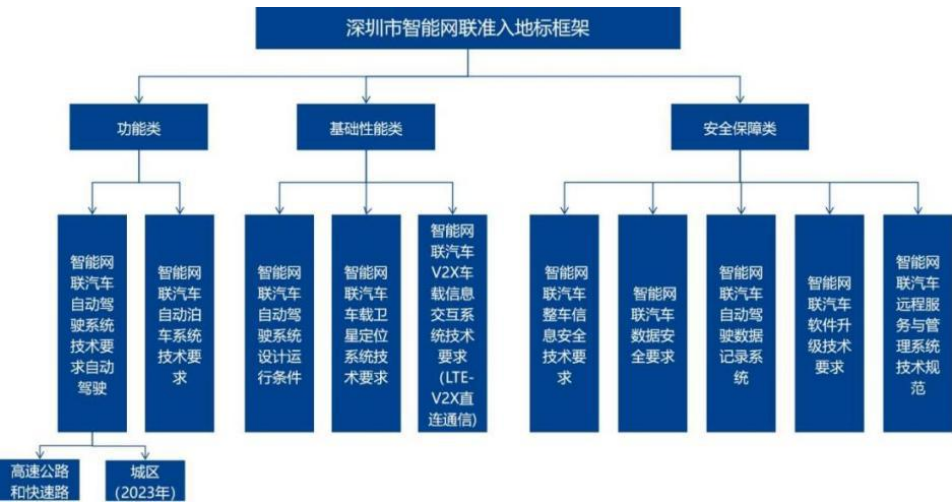 深圳市智能网联准入地标框架
功能类
基础性能类
安全保障类
智能网
联汽车
自动驾
驶系统
技术要
求自动
驾驶
智能网
联汽车
自动泊
车系统
技术要
求
智能网
联汽车
自动驾
驶系统
设计运
行条件
智能网
联汽车
车载卫
星定位
系统技
术要求
智能网
联汽车
V2X车
载信息
交互系
统技术
要求
(LTE-
V2X直
连通信)
智能网
联汽车
整车信
息安全
技术要
求
智能网
联汽车
数据安
全要求
智能网
联汽车
自动驾
驶数据
记录系
统
智能网
联汽车
软件升
级技术
要求
智能网
联汽车
远程服
务与管
理系统
技术规
范
高速公路
和快速路
城区
(2023年)